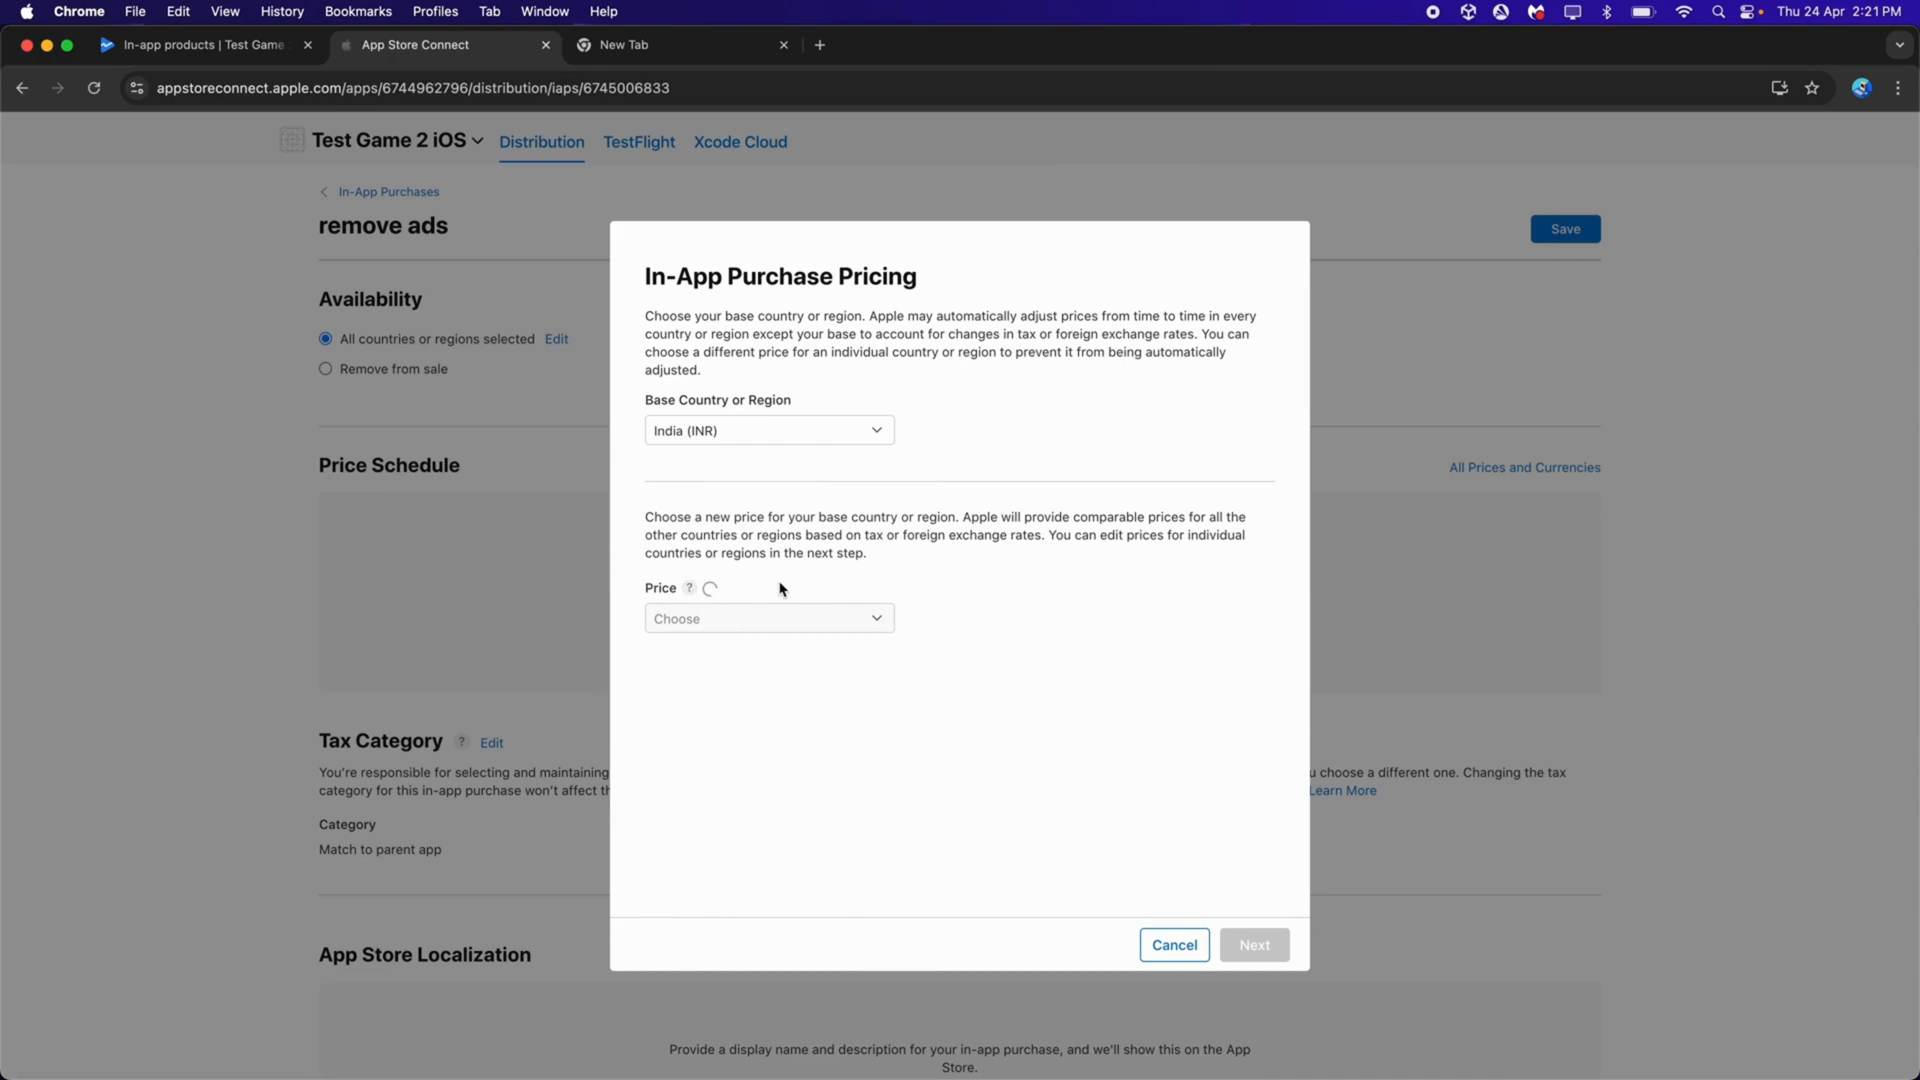 Chrome File Edit View History Bookmarks Profiles Tab Window Help Thu 24 Apr 2:21 PM
In-app products | Test Game App Store Connect New Tab
appstoreconnect.apple.com/apps/6744962796/distribution/iaps/6745006833
Test Game 2 iOS Distribution TestFlight Xcode Cloud
In-App Purchases
remove ads
Save
Availability
All countries or regions selected Edit
Remove from sale
Price Schedule
All Prices and Currencies
Tax Category ? Edit
You're responsible for selecting and maintaining
u choose a different one. Changing the tax
category for this in-app purchase won't affect th
Learn More
Category
Match to parent app
App Store Localization
Provide a display name and description for your in-app purchase, and we'll show this on the App
Store.
In-App Purchase Pricing
Choose your base country or region. Apple may automatically adjust prices from time to time in every
country or region except your base to account for changes in tax or foreign exchange rates. You can
choose a different price for an individual country or region to prevent it from being automatically
adjusted.
Base Country or Region
India (INR)
Choose a new price for your base country or region. Apple will provide comparable prices for all the
other countries or regions based on tax or foreign exchange rates. You can edit prices for individual
countries or regions in the next step.
Price ?
Choose
Cancel Next